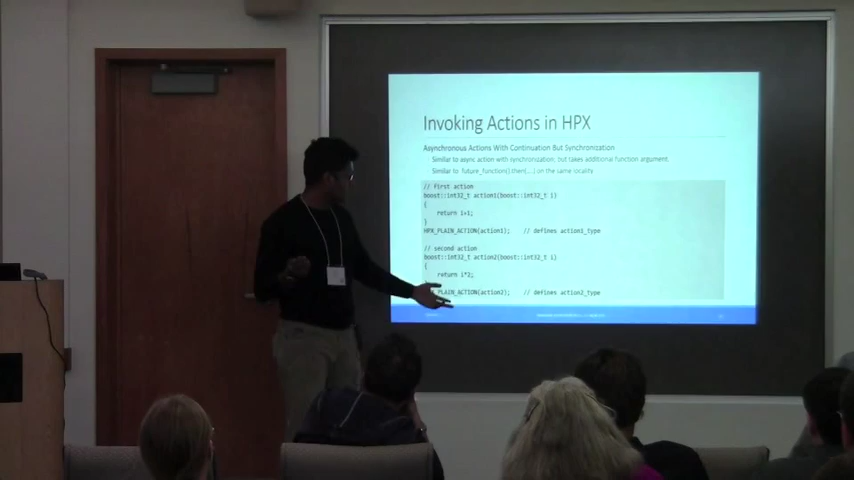 Invoking Actions in HPX
Asynchronous Actions With Continuation But Synchronization
Similar to async action with synchronization, but takes additional function argument.
Similar to future_function().then(...) on the same locality
// First action
boost::int32_t action1(boost::int32_t i)
{
return i+1;
}
HPX_PLAIN_ACTION(action1); // defines action1_type
// second action
boost::int32_t action2(boost::int32_t i)
{
return i*2;
PLAIN_ACTION(action2); // defines action2_type